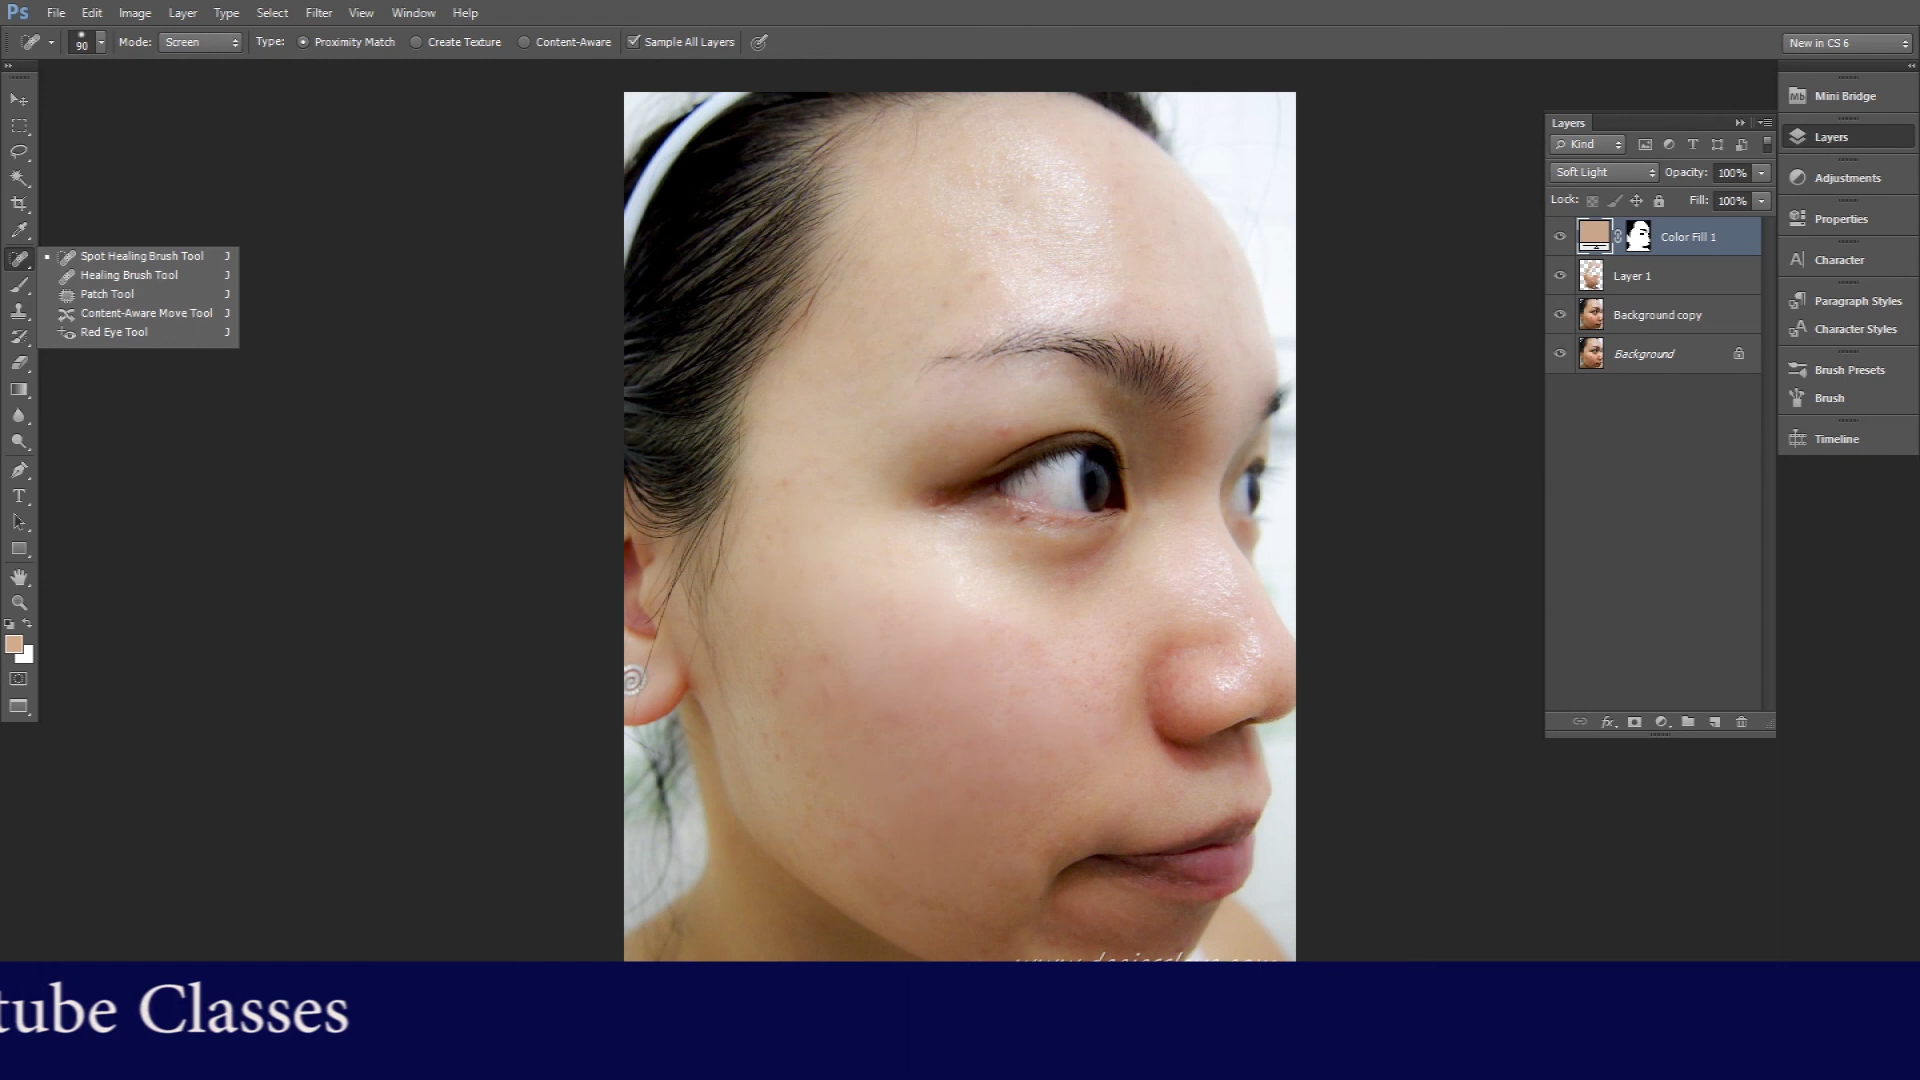 Ps File Edit Image Layer Type Select Filter View Window Help
90 Mode: Screen Type: Proximity Match Create Texture Content-Aware Sample All Layers New in CS 6
Mb Mini Bridge
Layers
Kind
Soft Light Opacity: 100%
Lock: Fill: 100%
Color Fill 1
Layer 1
Background copy
Background
fx
Layers
Adjustments
Properties
Character
Paragraph Styles
Character Styles
Brush Presets
Brush
Timeline
Spot Healing Brush Tool J
Healing Brush Tool J
Patch Tool J
Content-Aware Move Tool J
Red Eye Tool J
tube Classes